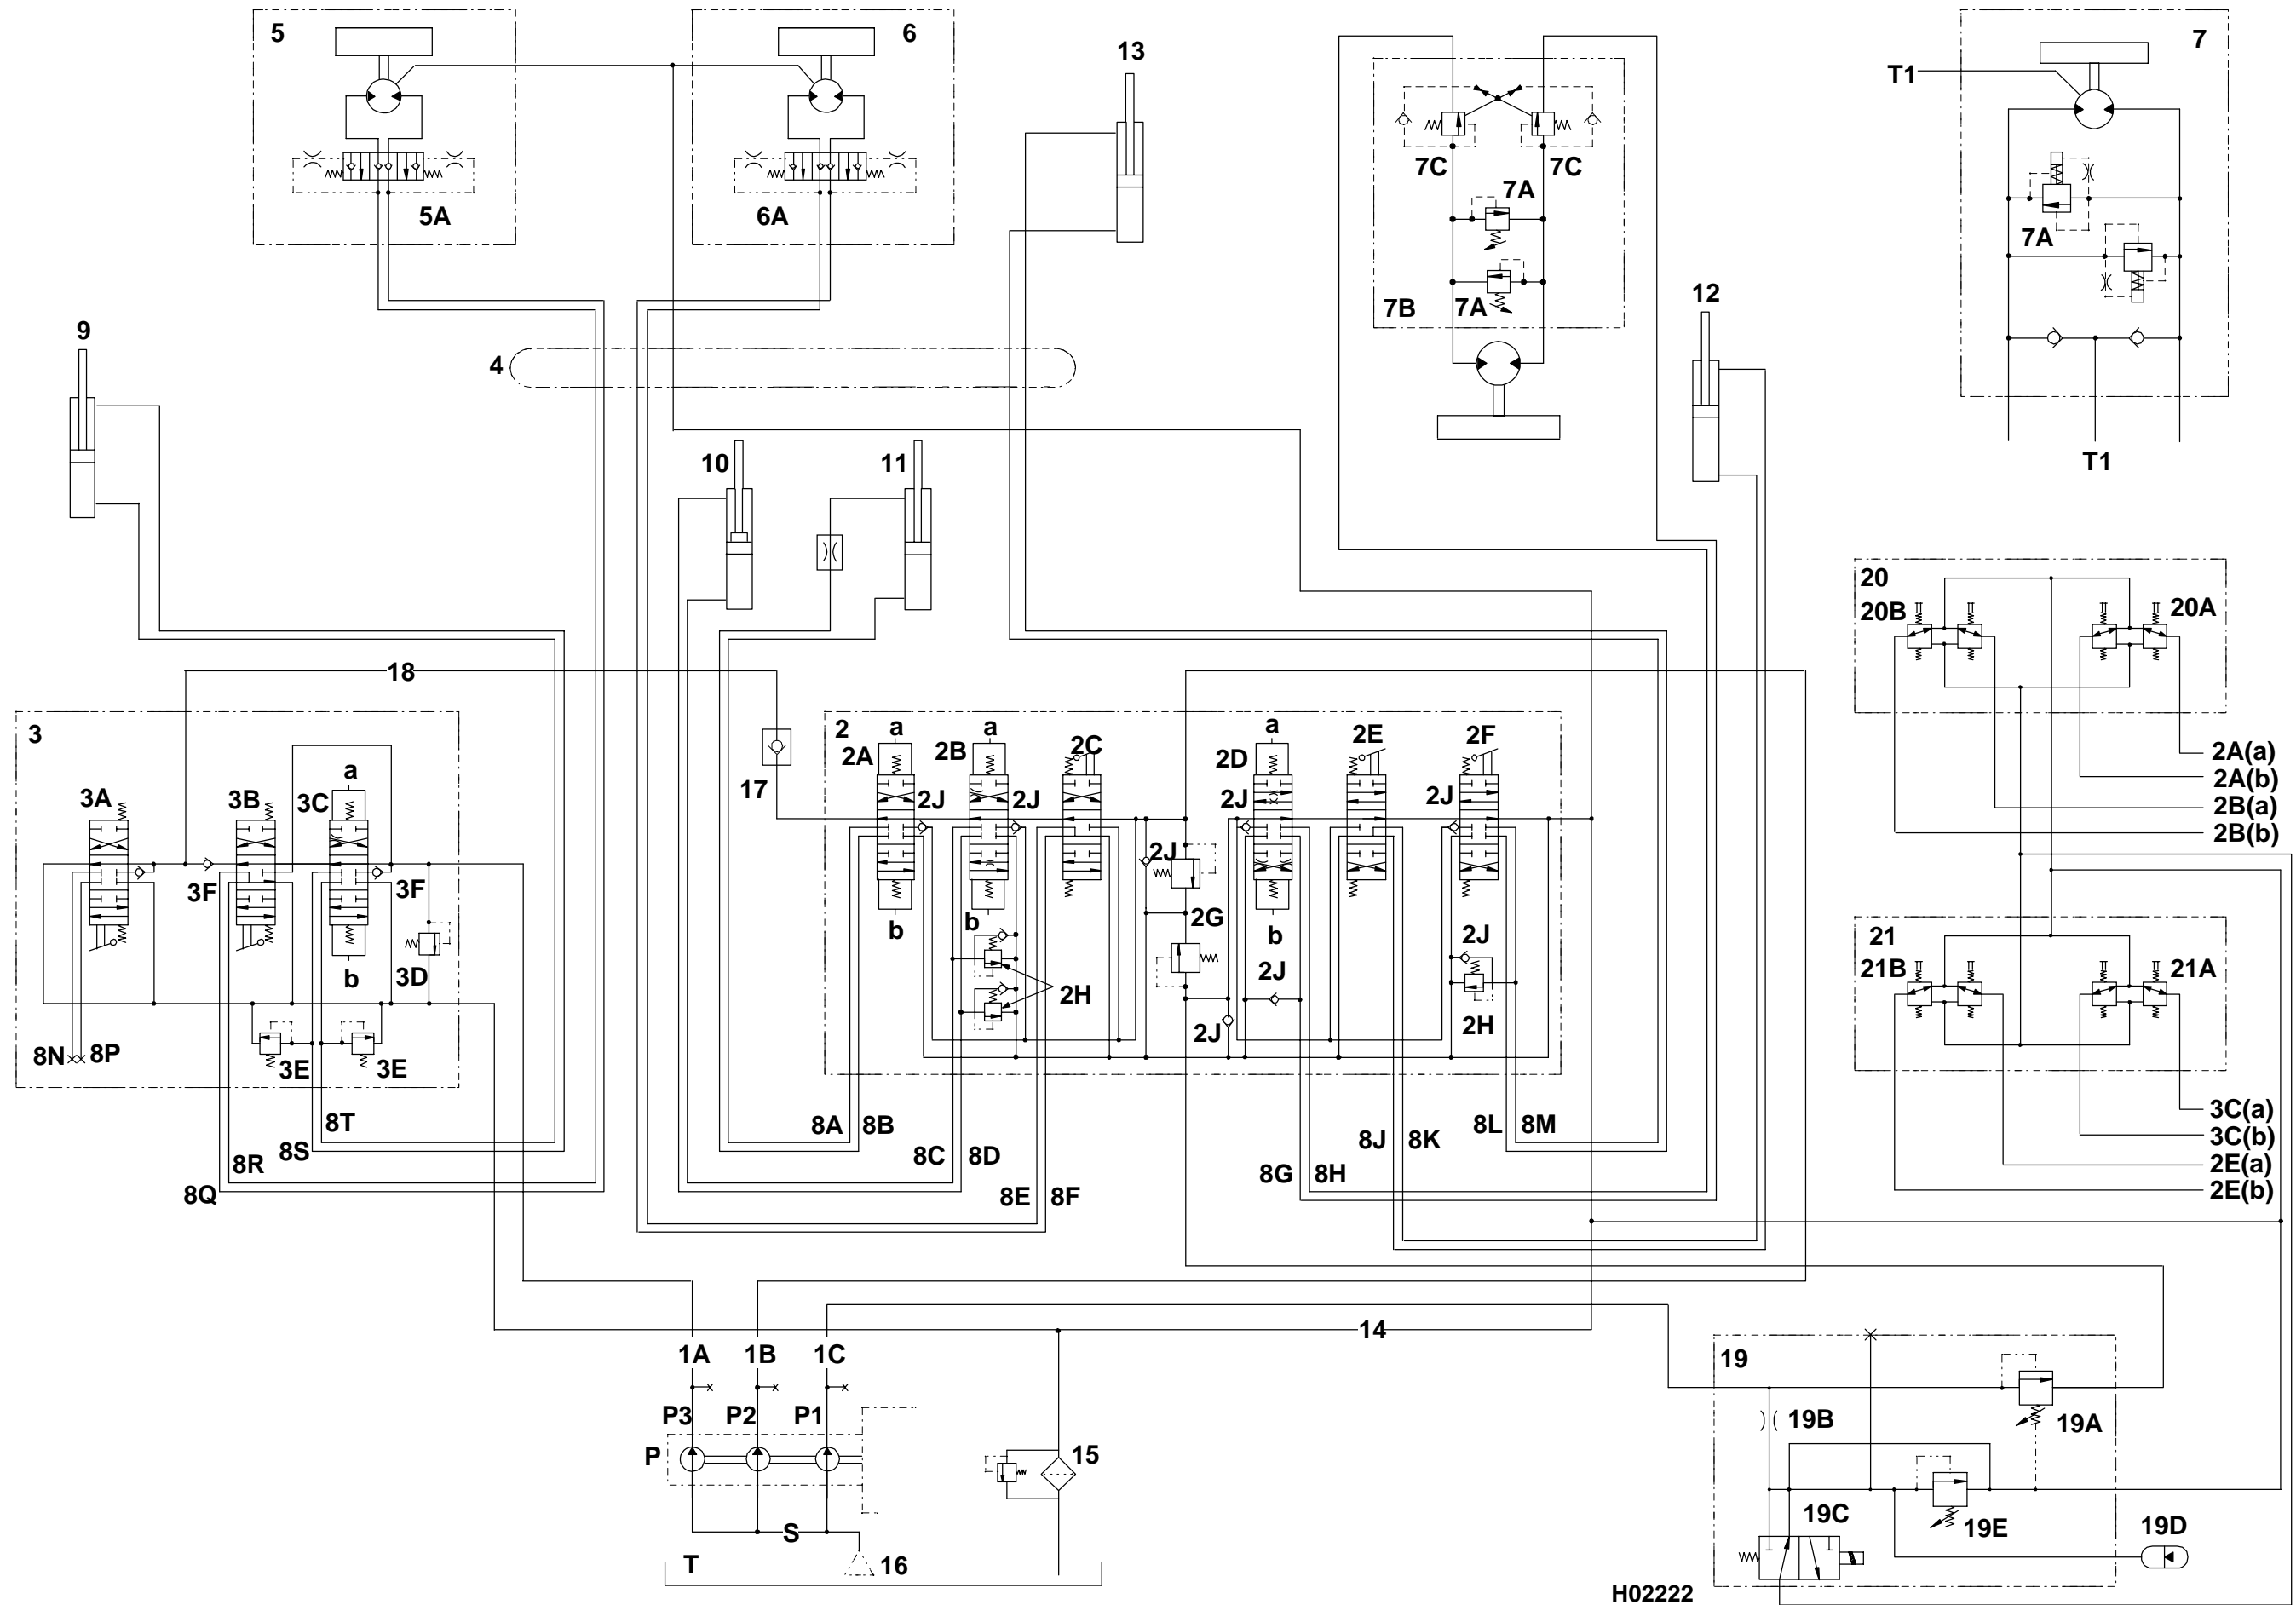 5
6
13
7
T1
7C
7C
7A
5A
6A
7A
12
7B
7A
9
4
T1
10
11
20
20B
20A
18
3
2
a
a
2C
a
2E
2F
2A
2B
2D
2A(a)
2A(b)
2B(a)
2B(b)
a
17
3A
3B
3C
2J
2J
2J
2J
2J
3F
3F
2G
b
b
b
21
21B
21A
2J
2J
b
3D
2H
2J
2H
8N
8P
3E
3E
3C(a)
3C(b)
2E(a)
2E(b)
8T
8S
8R
8Q
8A
8B
8C
8D
8E
8F
8G
8H
8J
8K
8L
8M
14
1A
1B
1C
19
P3
P2
P1
19B
19A
P
15
19C
19E
19D
S
T
16
H02222